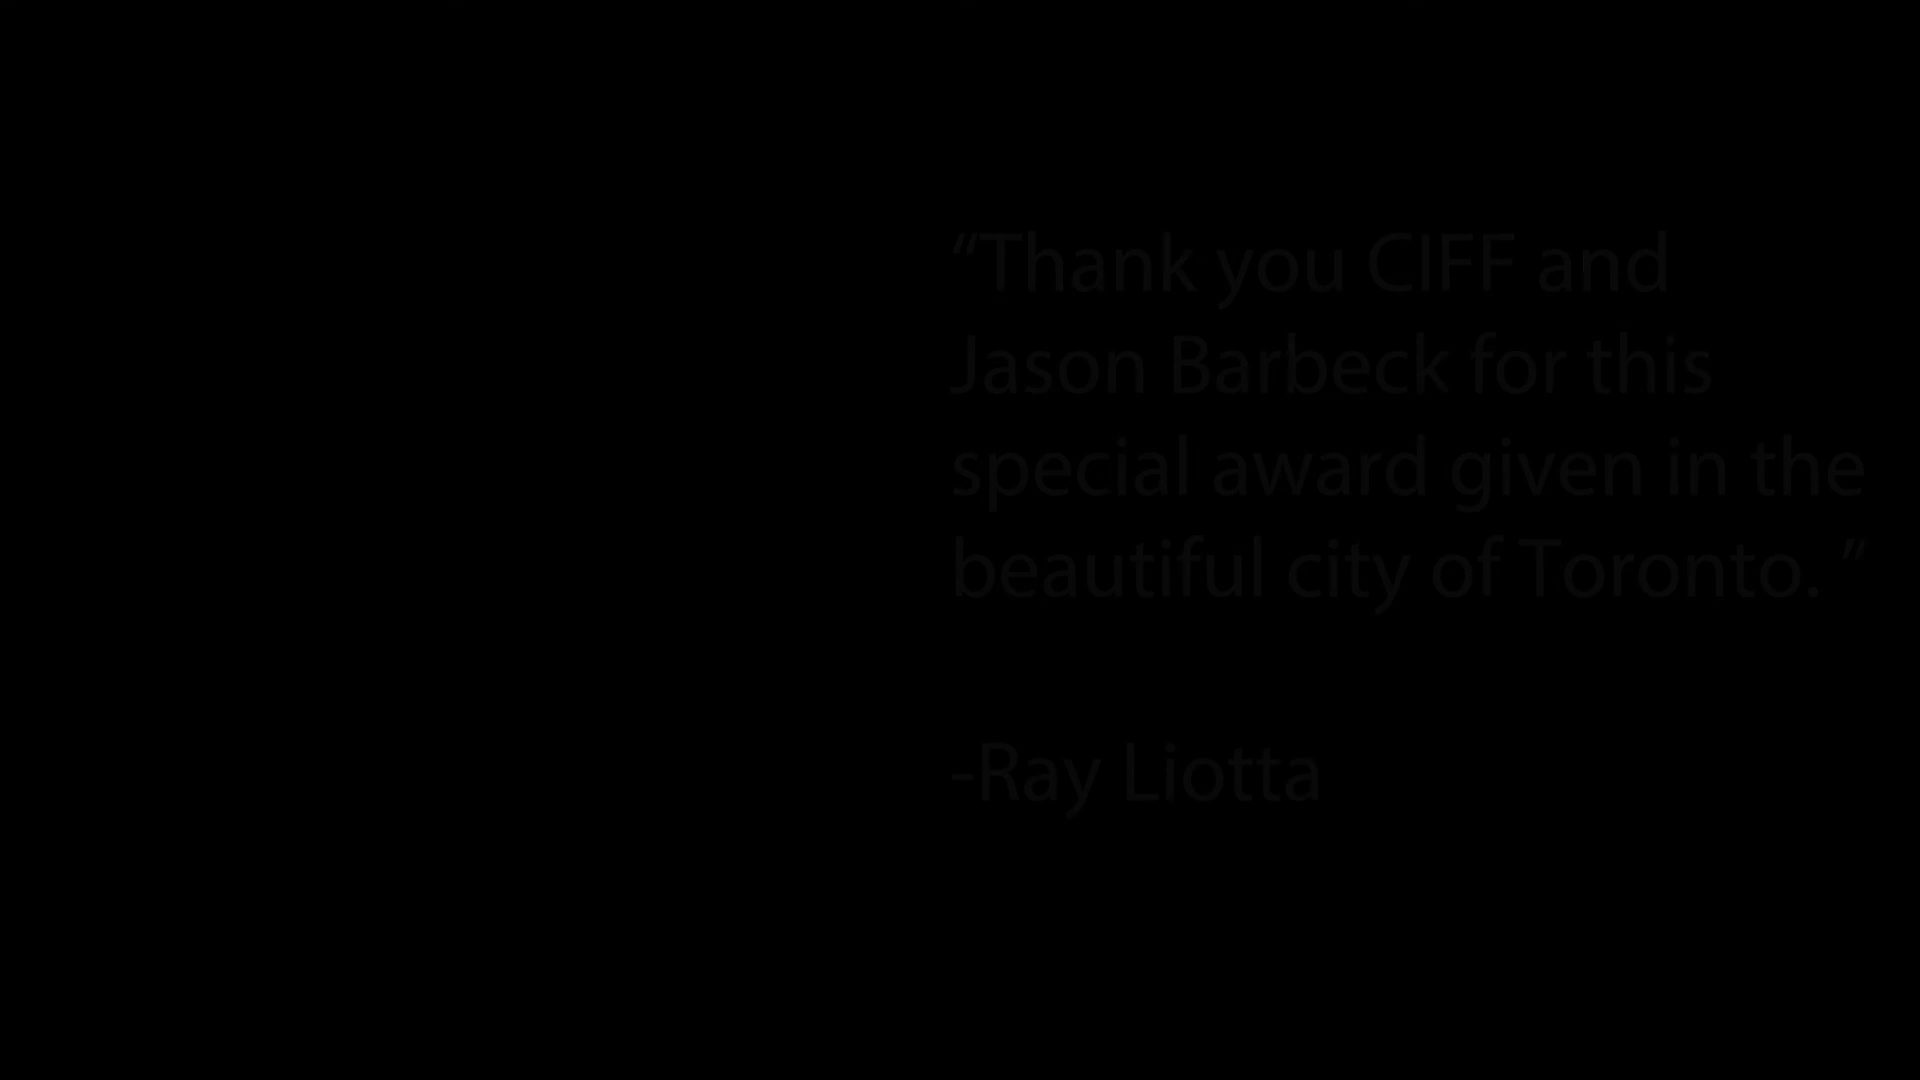 “Thank you CIFF and
Jason Barbeck for this
special award given in the
beautiful city of Toronto. ”
-Ray Liotta